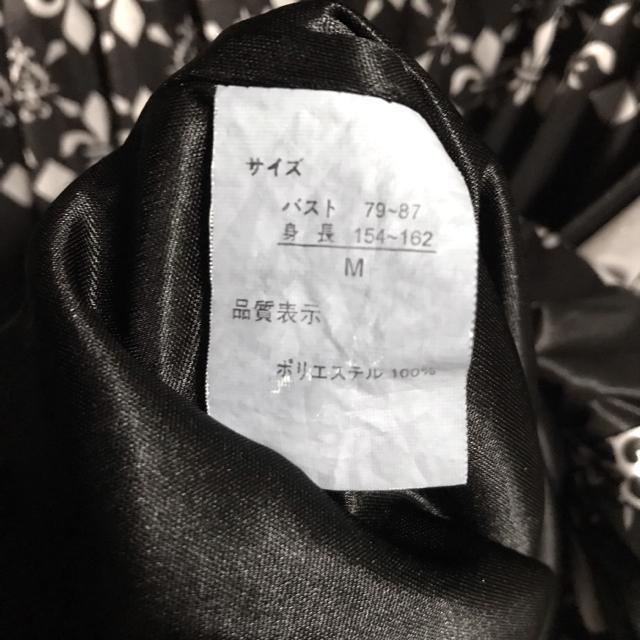 サイズ
バスト 79~87
身長 154~162
M
品質表示
ポリエステル 100%